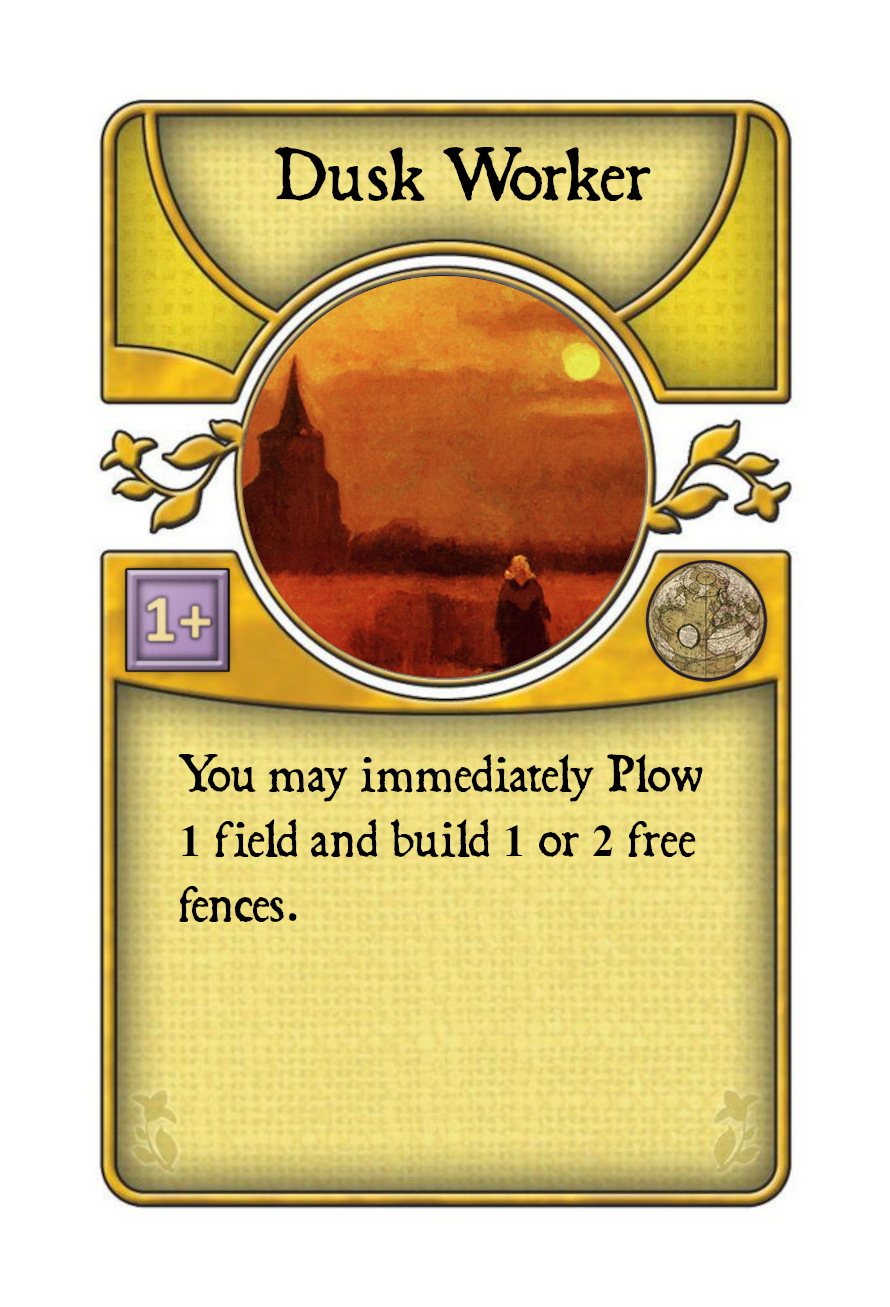 Dusk Worker
1+
You may immediately Plow
1 field and build 1 or 2 free
fences.